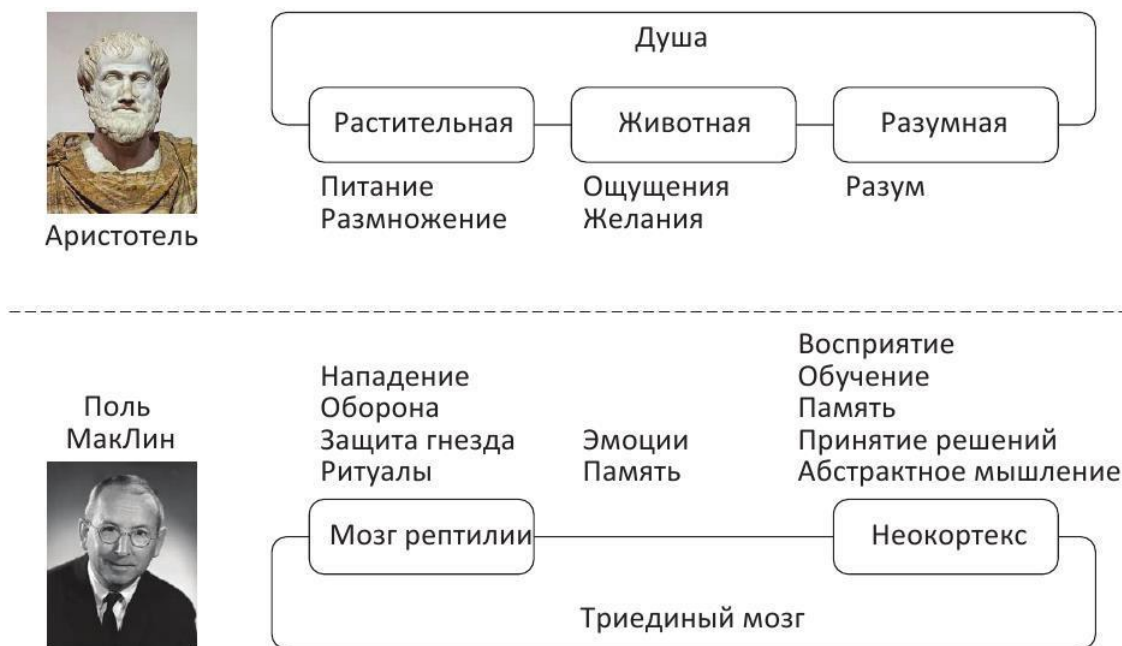 Душа
Растительная
Животная
Разумная
Питание
Размножение
Ощущения
Желания
Разум
Аристотель
Поль
МакЛин
Нападение
Оборона
Защита гнезда
Ритуалы
Эмоции
Память
Восприятие
Обучение
Память
Принятие решений
Абстрактное мышление
Мозг рептилии
Неокортекс
Триединый мозг